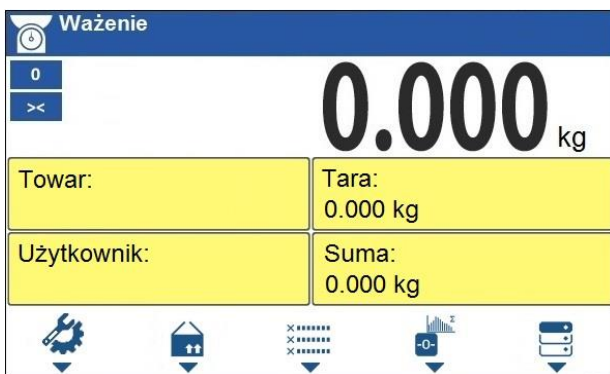 Ważenie
0
><
0.000 kg
Towar:
Tara:
0.000 kg
Użytkownik:
Suma:
0.000 kg
Σ
-0-